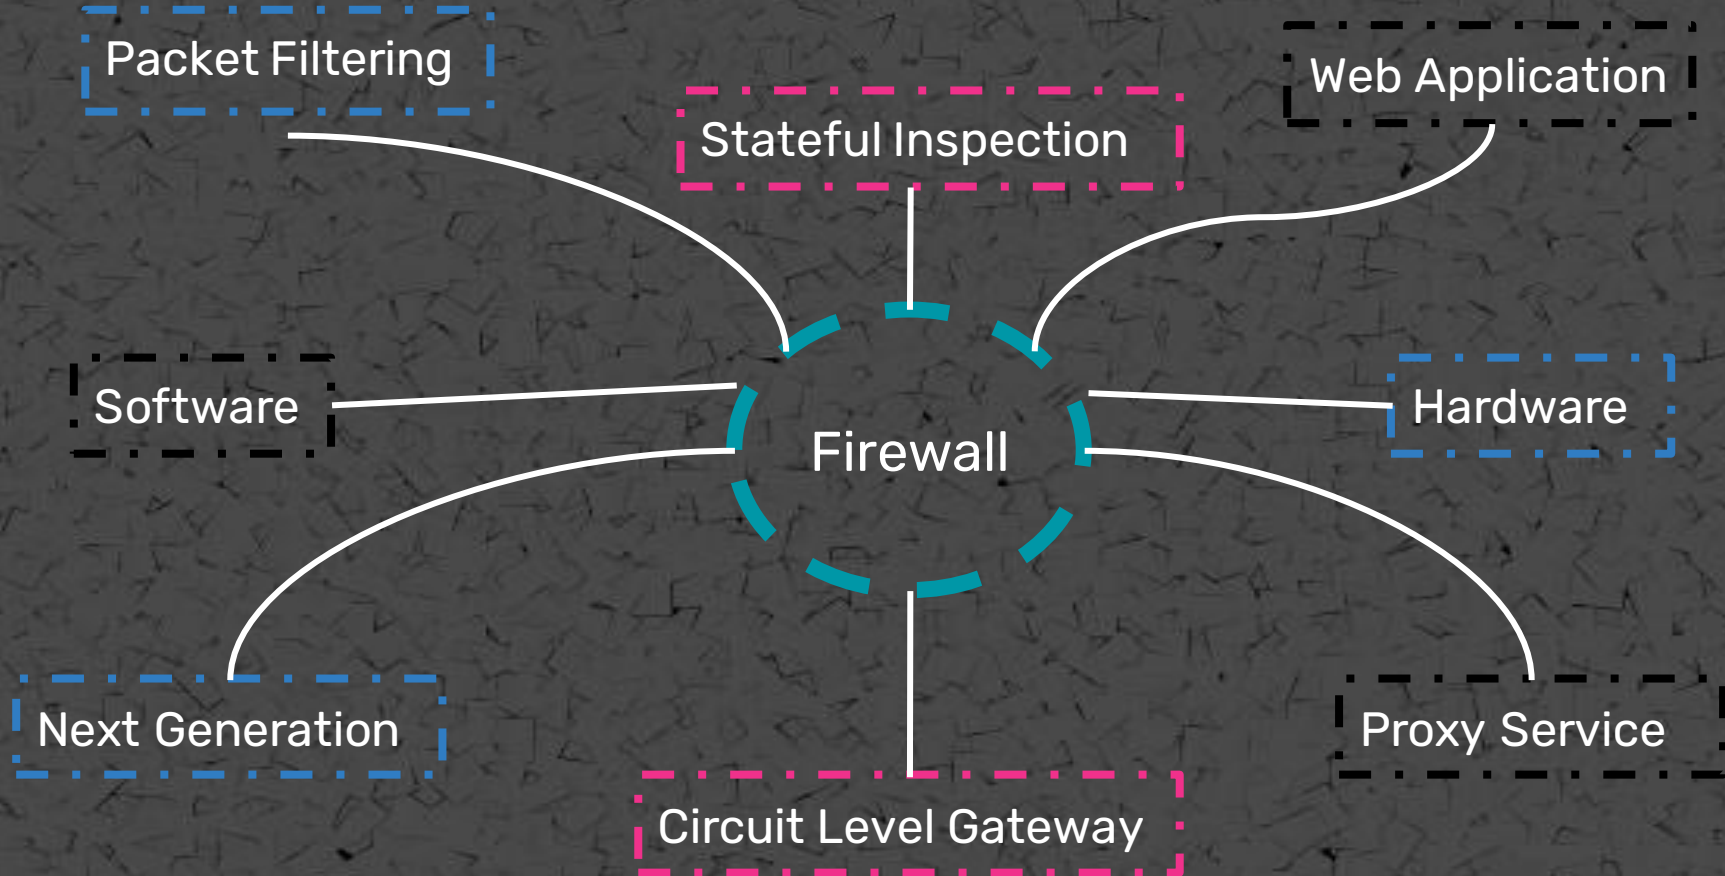 Packet Filtering
Web Application
Stateful Inspection
Software
Hardware
Firewall
Next Generation
Proxy Service
Circuit Level Gateway